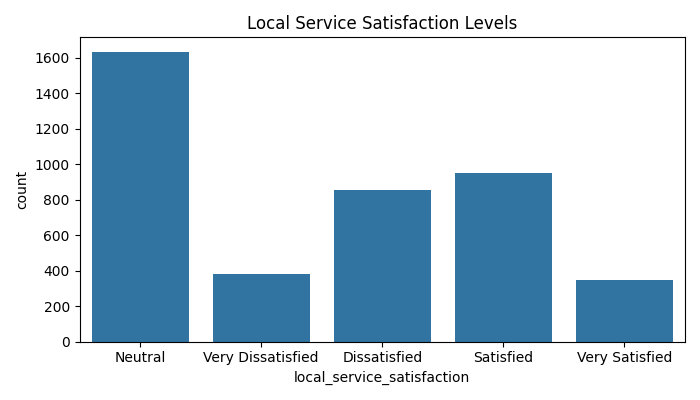 Local Service Satisfaction Levels
count
1600
1400
1200
1000
800
600
400
200
0
Neutral
Very Dissatisfied
Dissatisfied
Satisfied
Very Satisfied
local_service_satisfaction